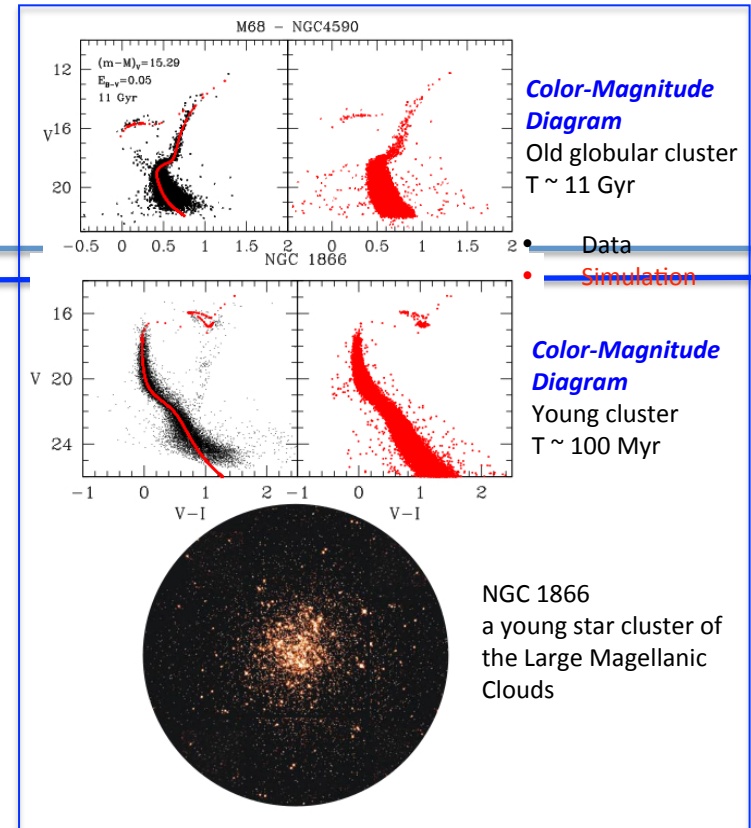 M68 – NGC4590
(m-M)V=15.29
EB-V=0.05
11 Gyr
12
16
20
V
-0.5 0 0.5 1 1.5 2 0 0.5 1 1.5 2
Color-Magnitude
Diagram
Old globular cluster
T ~ 11 Gyr
• Data
• Simulation
NGC 1866
16
20
24
V
-1 0 1 2 -1 0 1 2
V-I V-I
Color-Magnitude
Diagram
Young cluster
T ~ 100 Myr
NGC 1866
a young star cluster of
the Large Magellanic
Clouds